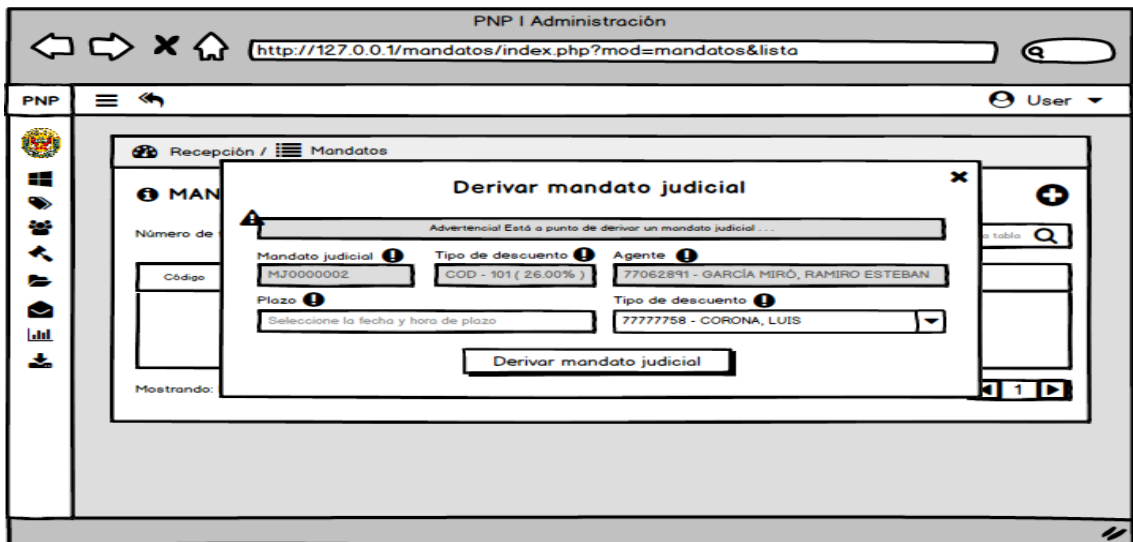 PNP | Administración
http://127.0.0.1/mandatos/index.php?mod=mandatos&lista
PNP
User
Recepción / Mandatos
MAN
Derivar mandato judicial
Número de
Advertencia! Está a punto de derivar un mandato judicial . . .
tabla
Mandato judicial Tipo de descuento Agente
Código
MJ0000002 COD - 101 ( 26.00% ) 77062891 - GARCÍA MIRÓ, RAMIRO ESTEBAN
Plazo Tipo de descuento
Seleccione la fecha y hora de plazo 77777758 - CORONA, LUIS
Derivar mandato judicial
Mostrando: 1